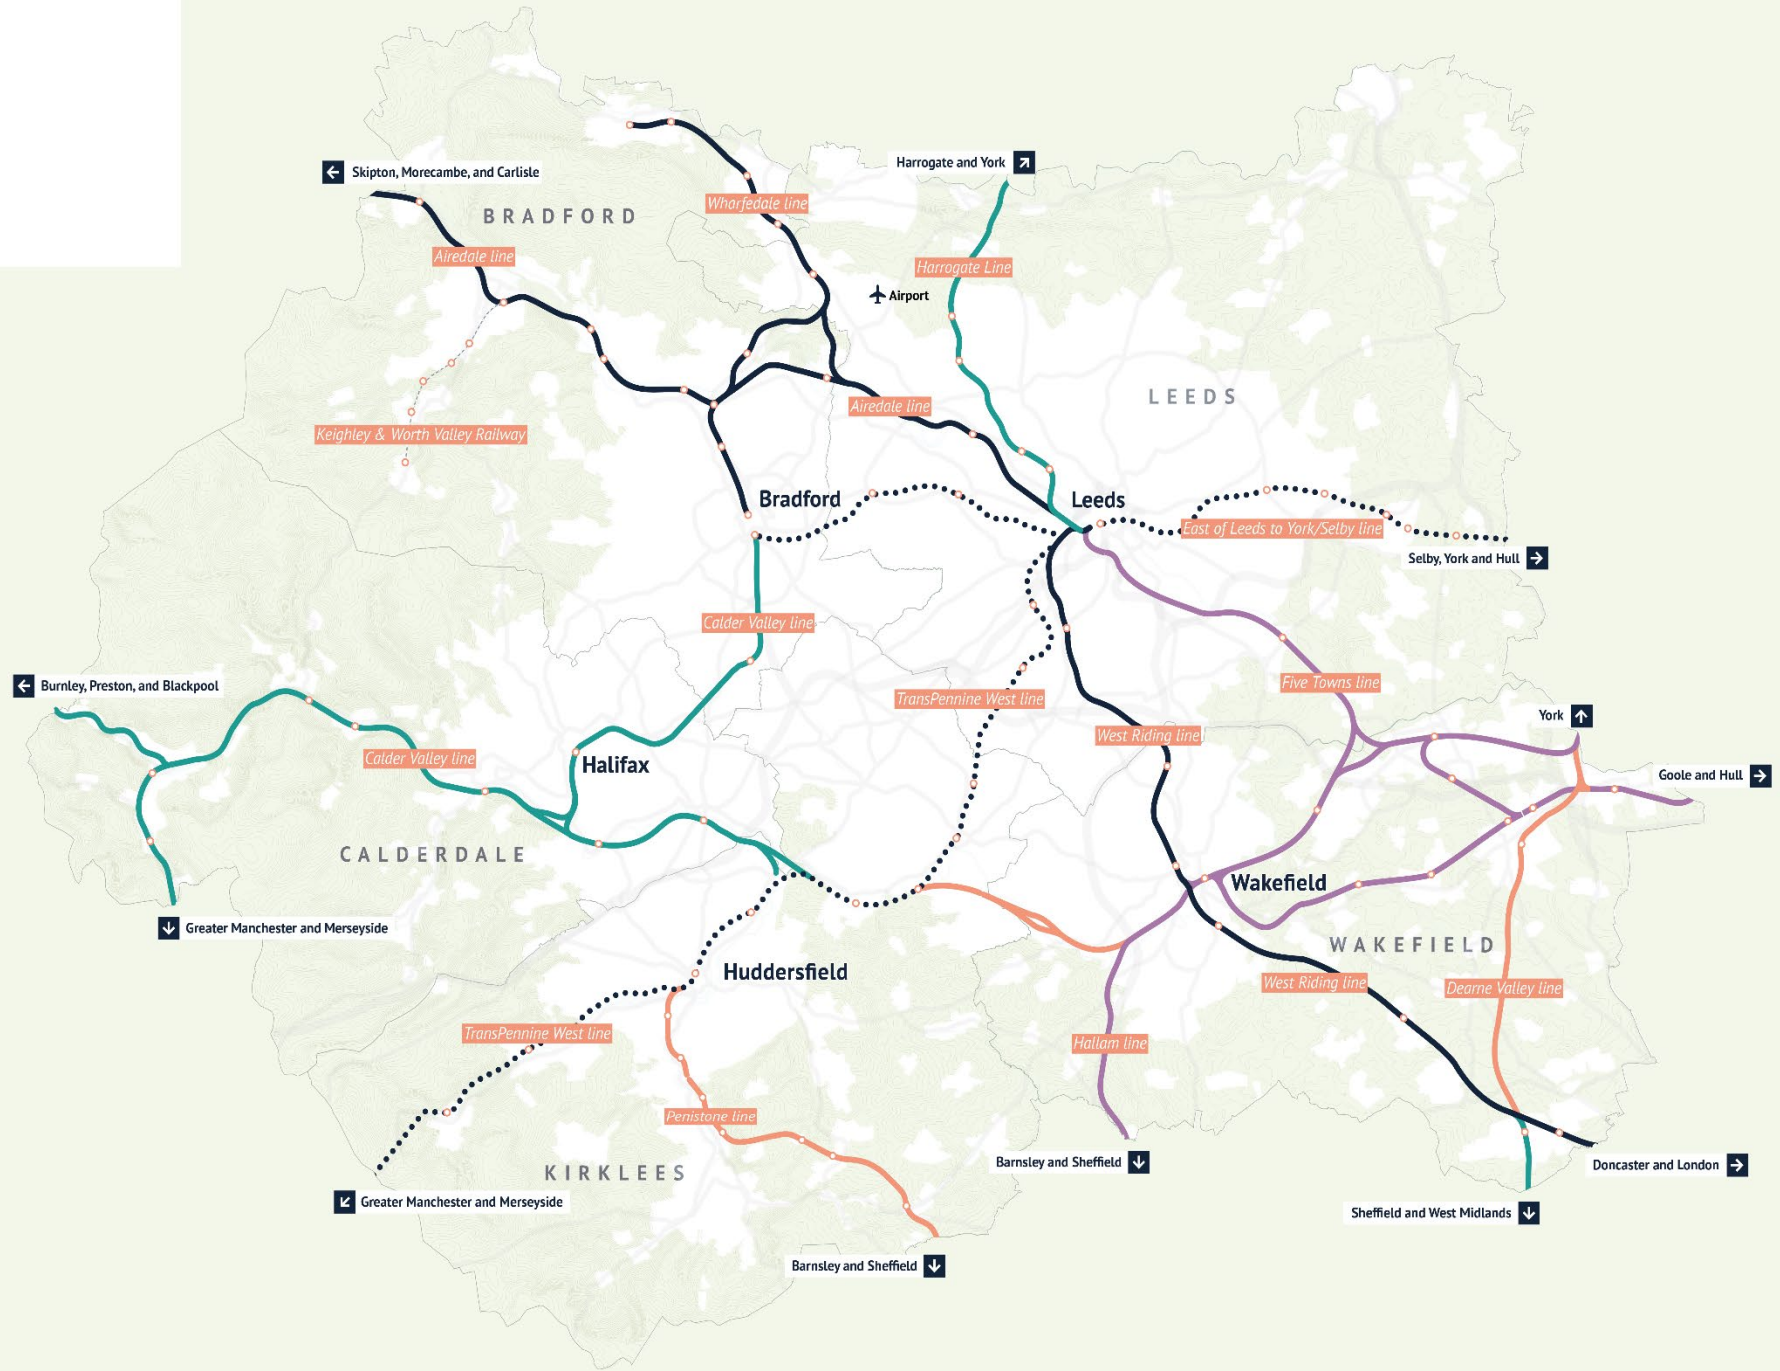 Harrogate and York
Skipton, Morecambe, and Carlisle
Wharfedale line
BRADFORD
Airedale line
Harrogate Line
Airport
LEEDS
Airedale line
Keighley & Worth Valley Railway
Bradford
Leeds
East of Leeds to York/Selby line
Selby, York and Hull
Calder Valley line
Burnley, Preston, and Blackpool
Five Towns line
TransPennine West line
York
West Riding line
Calder Valley line
Halifax
Goole and Hull
CALDERDALE
Wakefield
Greater Manchester and Merseyside
WAKEFIELD
Huddersfield
West Riding line
Dearne Valley line
TransPennine West line
Hallam line
Penistone line
Barnsley and Sheffield
Doncaster and London
KIRKLEES
Greater Manchester and Merseyside
Sheffield and West Midlands
Barnsley and Sheffield